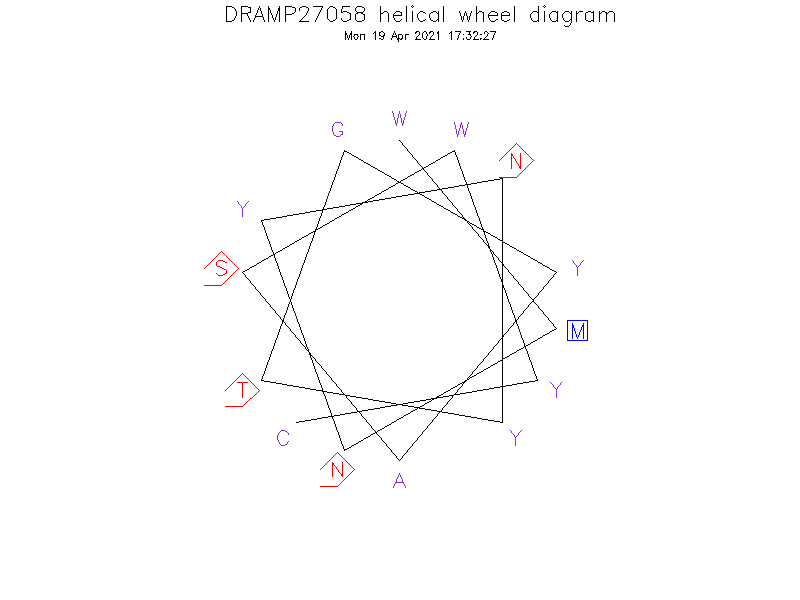 DRAMP27058 helical wheel diagram
Mon 19 Apr 2021 17:32:27
G W W
N
Y
S Y
M
T Y
C Y
N A